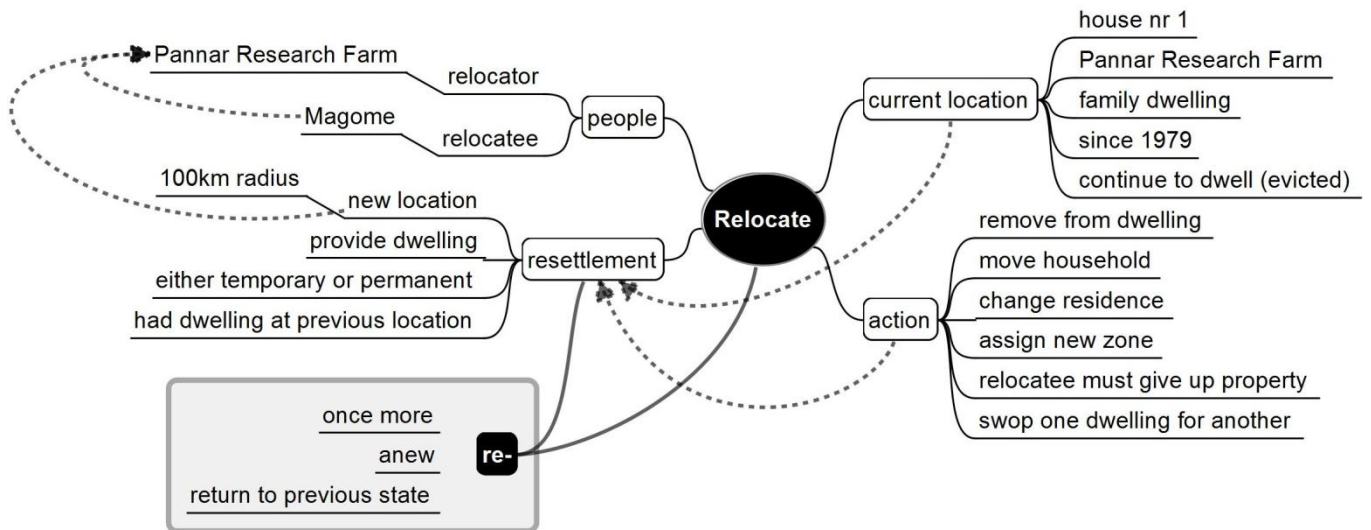 Relocate
people
relocator
Pannar Research Farm
relocatee
Magome
resettlement
new location
100km radius
provide dwelling
either temporary or permanent
had dwelling at previous location
re-
once more
anew
return to previous state
current location
house nr 1
Pannar Research Farm
family dwelling
since 1979
continue to dwell (evicted)
action
remove from dwelling
move household
change residence
assign new zone
relocatee must give up property
swop one dwelling for another